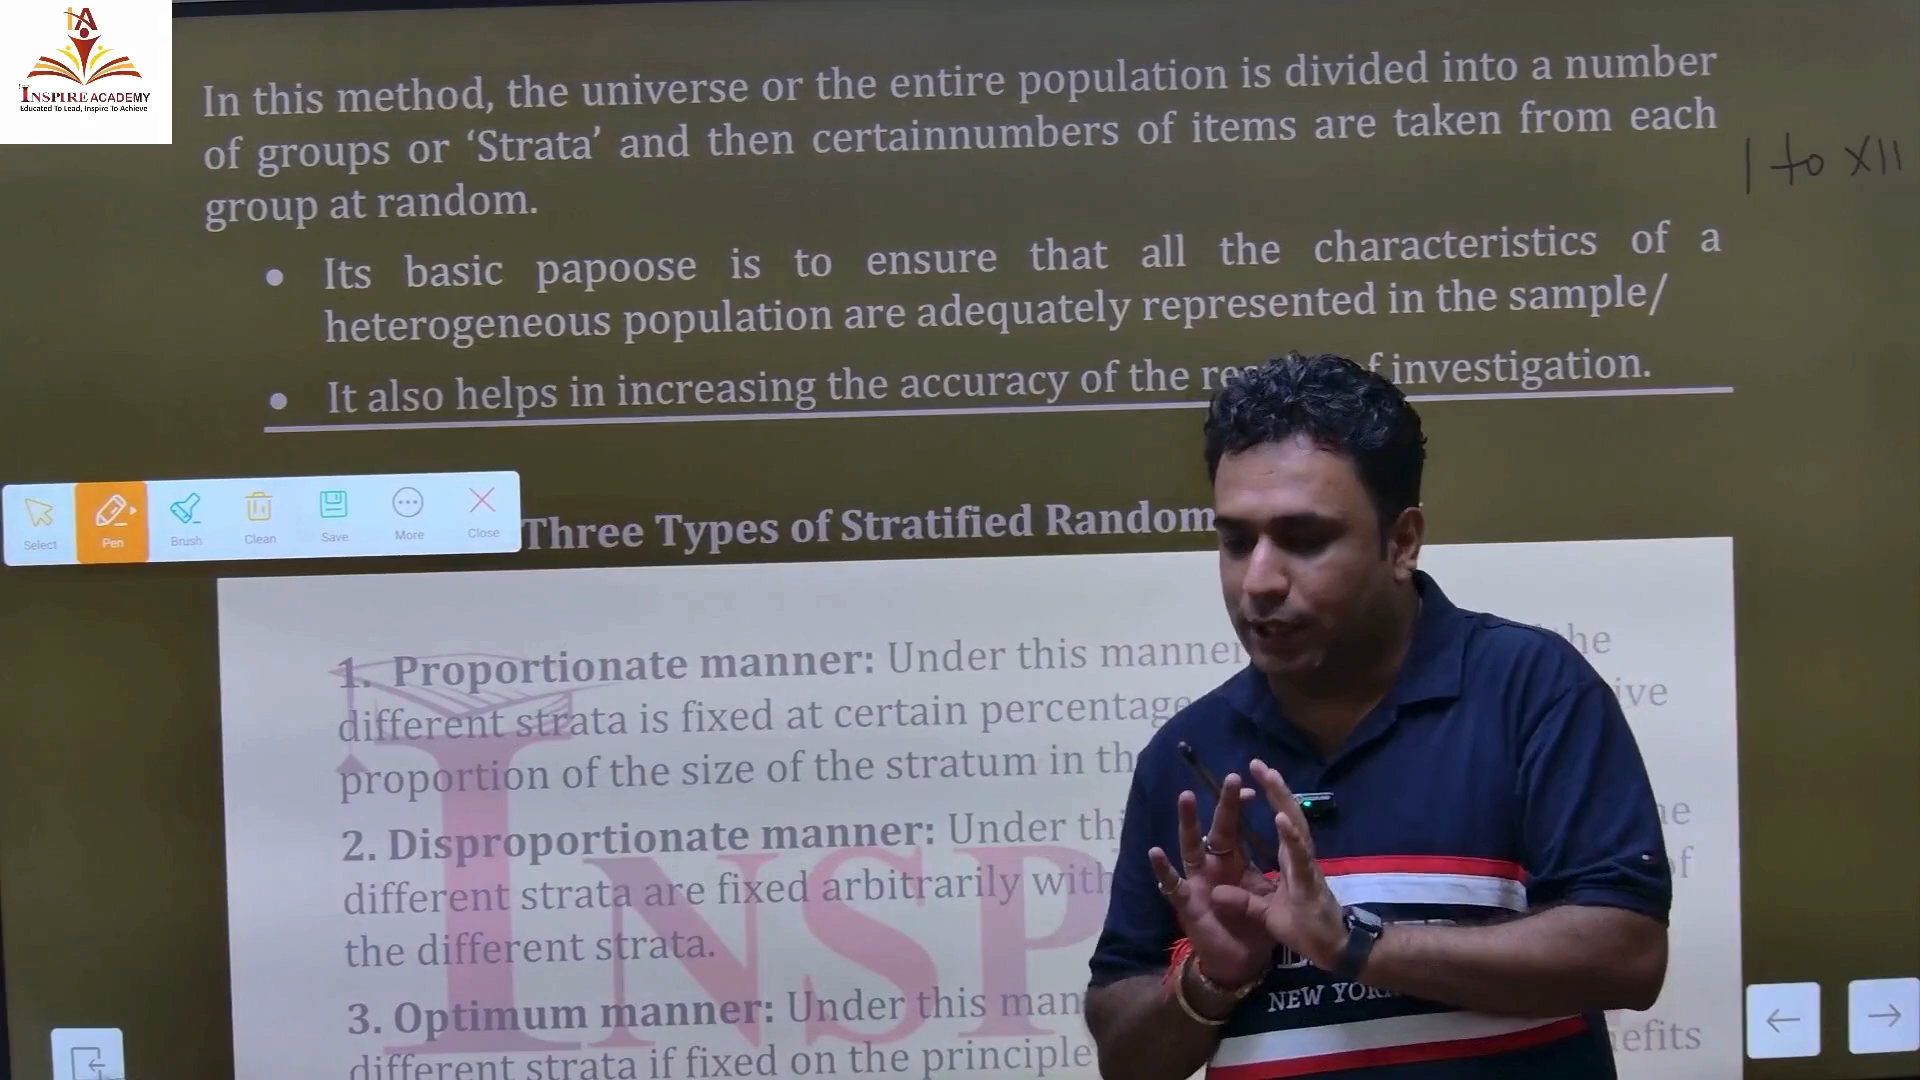 IA
INSPIRE ACADEMY
Educated To Lead, Inspire To Achieve
In this method, the universe or the entire population is divided into a number
of groups or ‘Strata’ and then certainnumbers of items are taken from each
group at random.
1 to XII
• Its basic papoose is to ensure that all the characteristics of a
heterogeneous population are adequately represented in the sample/
• It also helps in increasing the accuracy of the investigation.
Select
Pen
Brush
Clean
Save
More
Close
Three Types of Stratified Random
1. Proportionate manner: Under this manner
different strata is fixed at certain percentage
proportion of the size of the stratum in
2. Disproportionate manner: Under
different strata are fixed arbitrarily
the different strata.
3. Optimum manner: Under this
different strata if fixed on the principle
INSP
NEW YORK